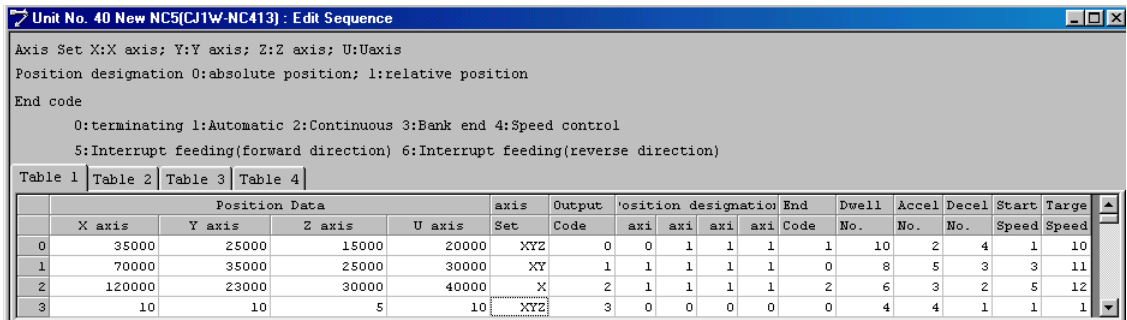 Unit No. 40 New NC5(CJ1W-NC413) : Edit Sequence
Axis Set X:X axis; Y:Y axis; Z:Z axis; U:Uaxis
Position designation 0:absolute position; 1:relative position
End code
0:terminating 1:Automatic 2:Continuous 3:Bank end 4:Speed control
5:Interrupt feeding(forward direction) 6:Interrupt feeding(reverse direction)
Table 1 Table 2 Table 3 Table 4
Position Data axis Output osition designatio End Dwell Accel Decel Start Targe
X axis Y axis Z axis U axis Set Code axi axi axi axi Code No. No. No. Speed Speed
0 35000 25000 15000 20000 XYZ 0 0 1 1 1 1 10 2 4 1 10
1 70000 35000 25000 30000 XY 1 1 1 1 1 0 8 5 3 3 11
2 120000 23000 30000 40000 X 2 1 1 1 1 2 6 3 2 5 12
3 10 10 5 10 XYZ 3 0 0 0 0 0 4 4 1 1 1